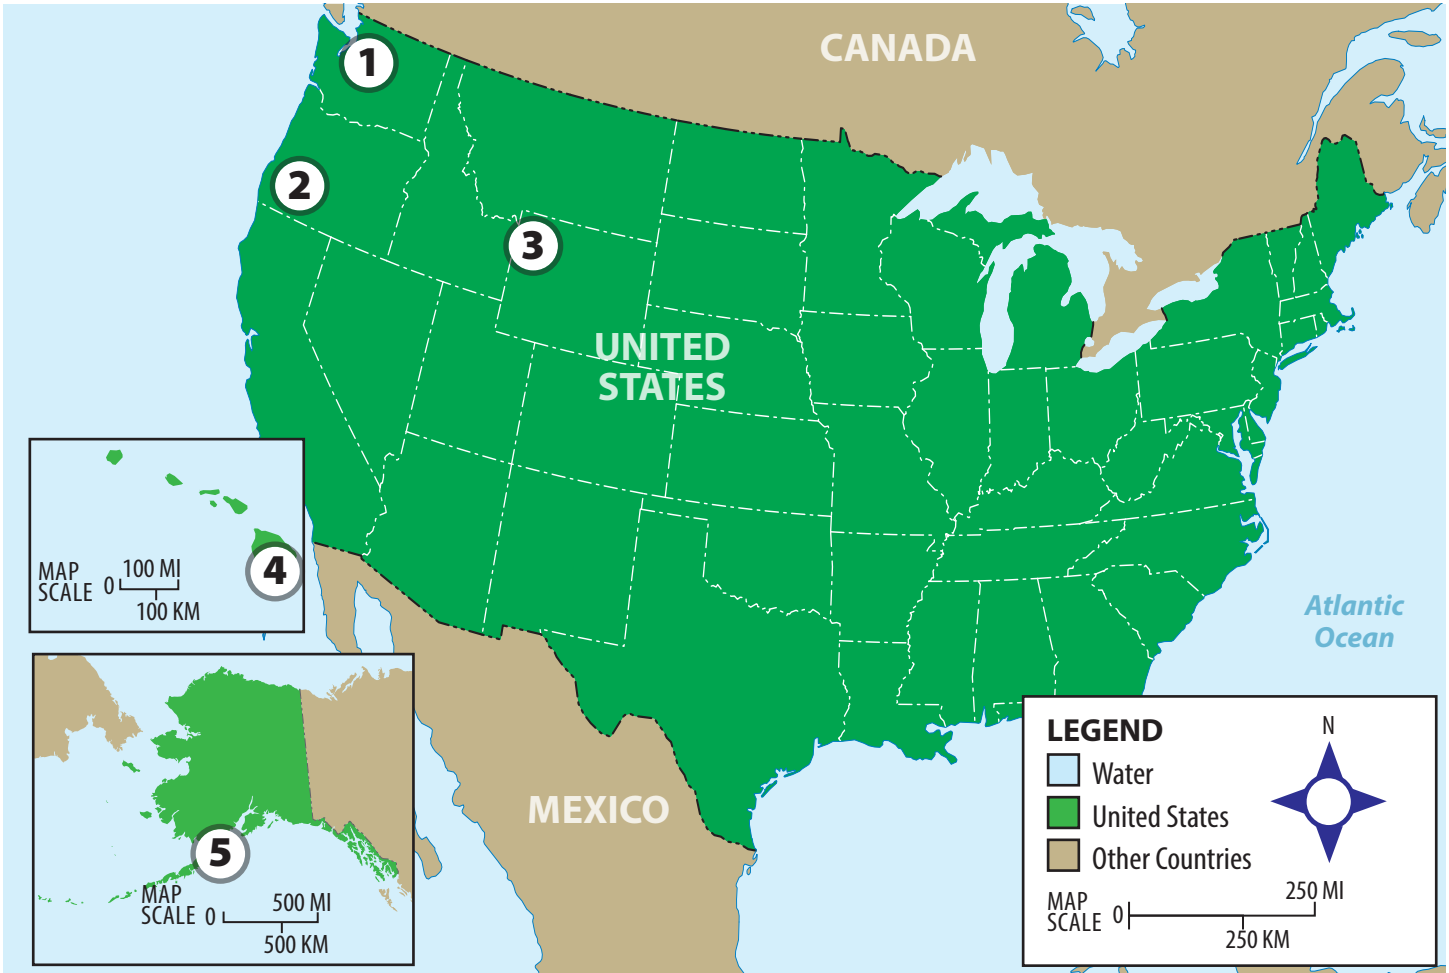 CANADA
1
2
3
UNITED
STATES
4
MAP
SCALE
0
100 MI
100 KM
Atlantic
Ocean
5
MAP
SCALE
0
500 MI
500 KM
MEXICO
LEGEND
Water
United States
Other Countries
N
MAP
SCALE
0
250 MI
250 KM